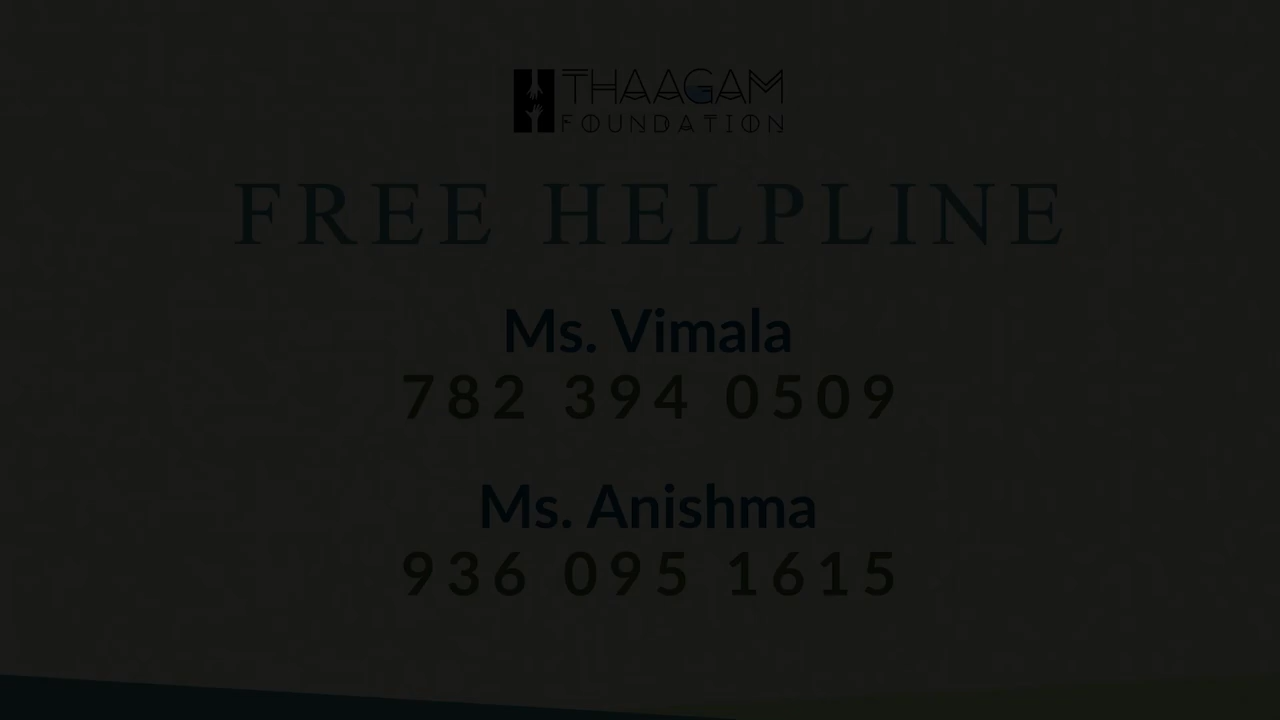 THAAGAM
FOUNDATION
FREE HELPLINE
Ms. Vimala
782 394 0509
Ms. Anishma
936 095 1615